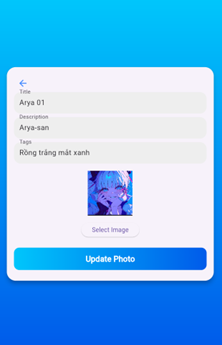 Title
Arya 01
Description
Arya-san
Tags
Rồng trắng mắt xanh
Select Image
Update Photo